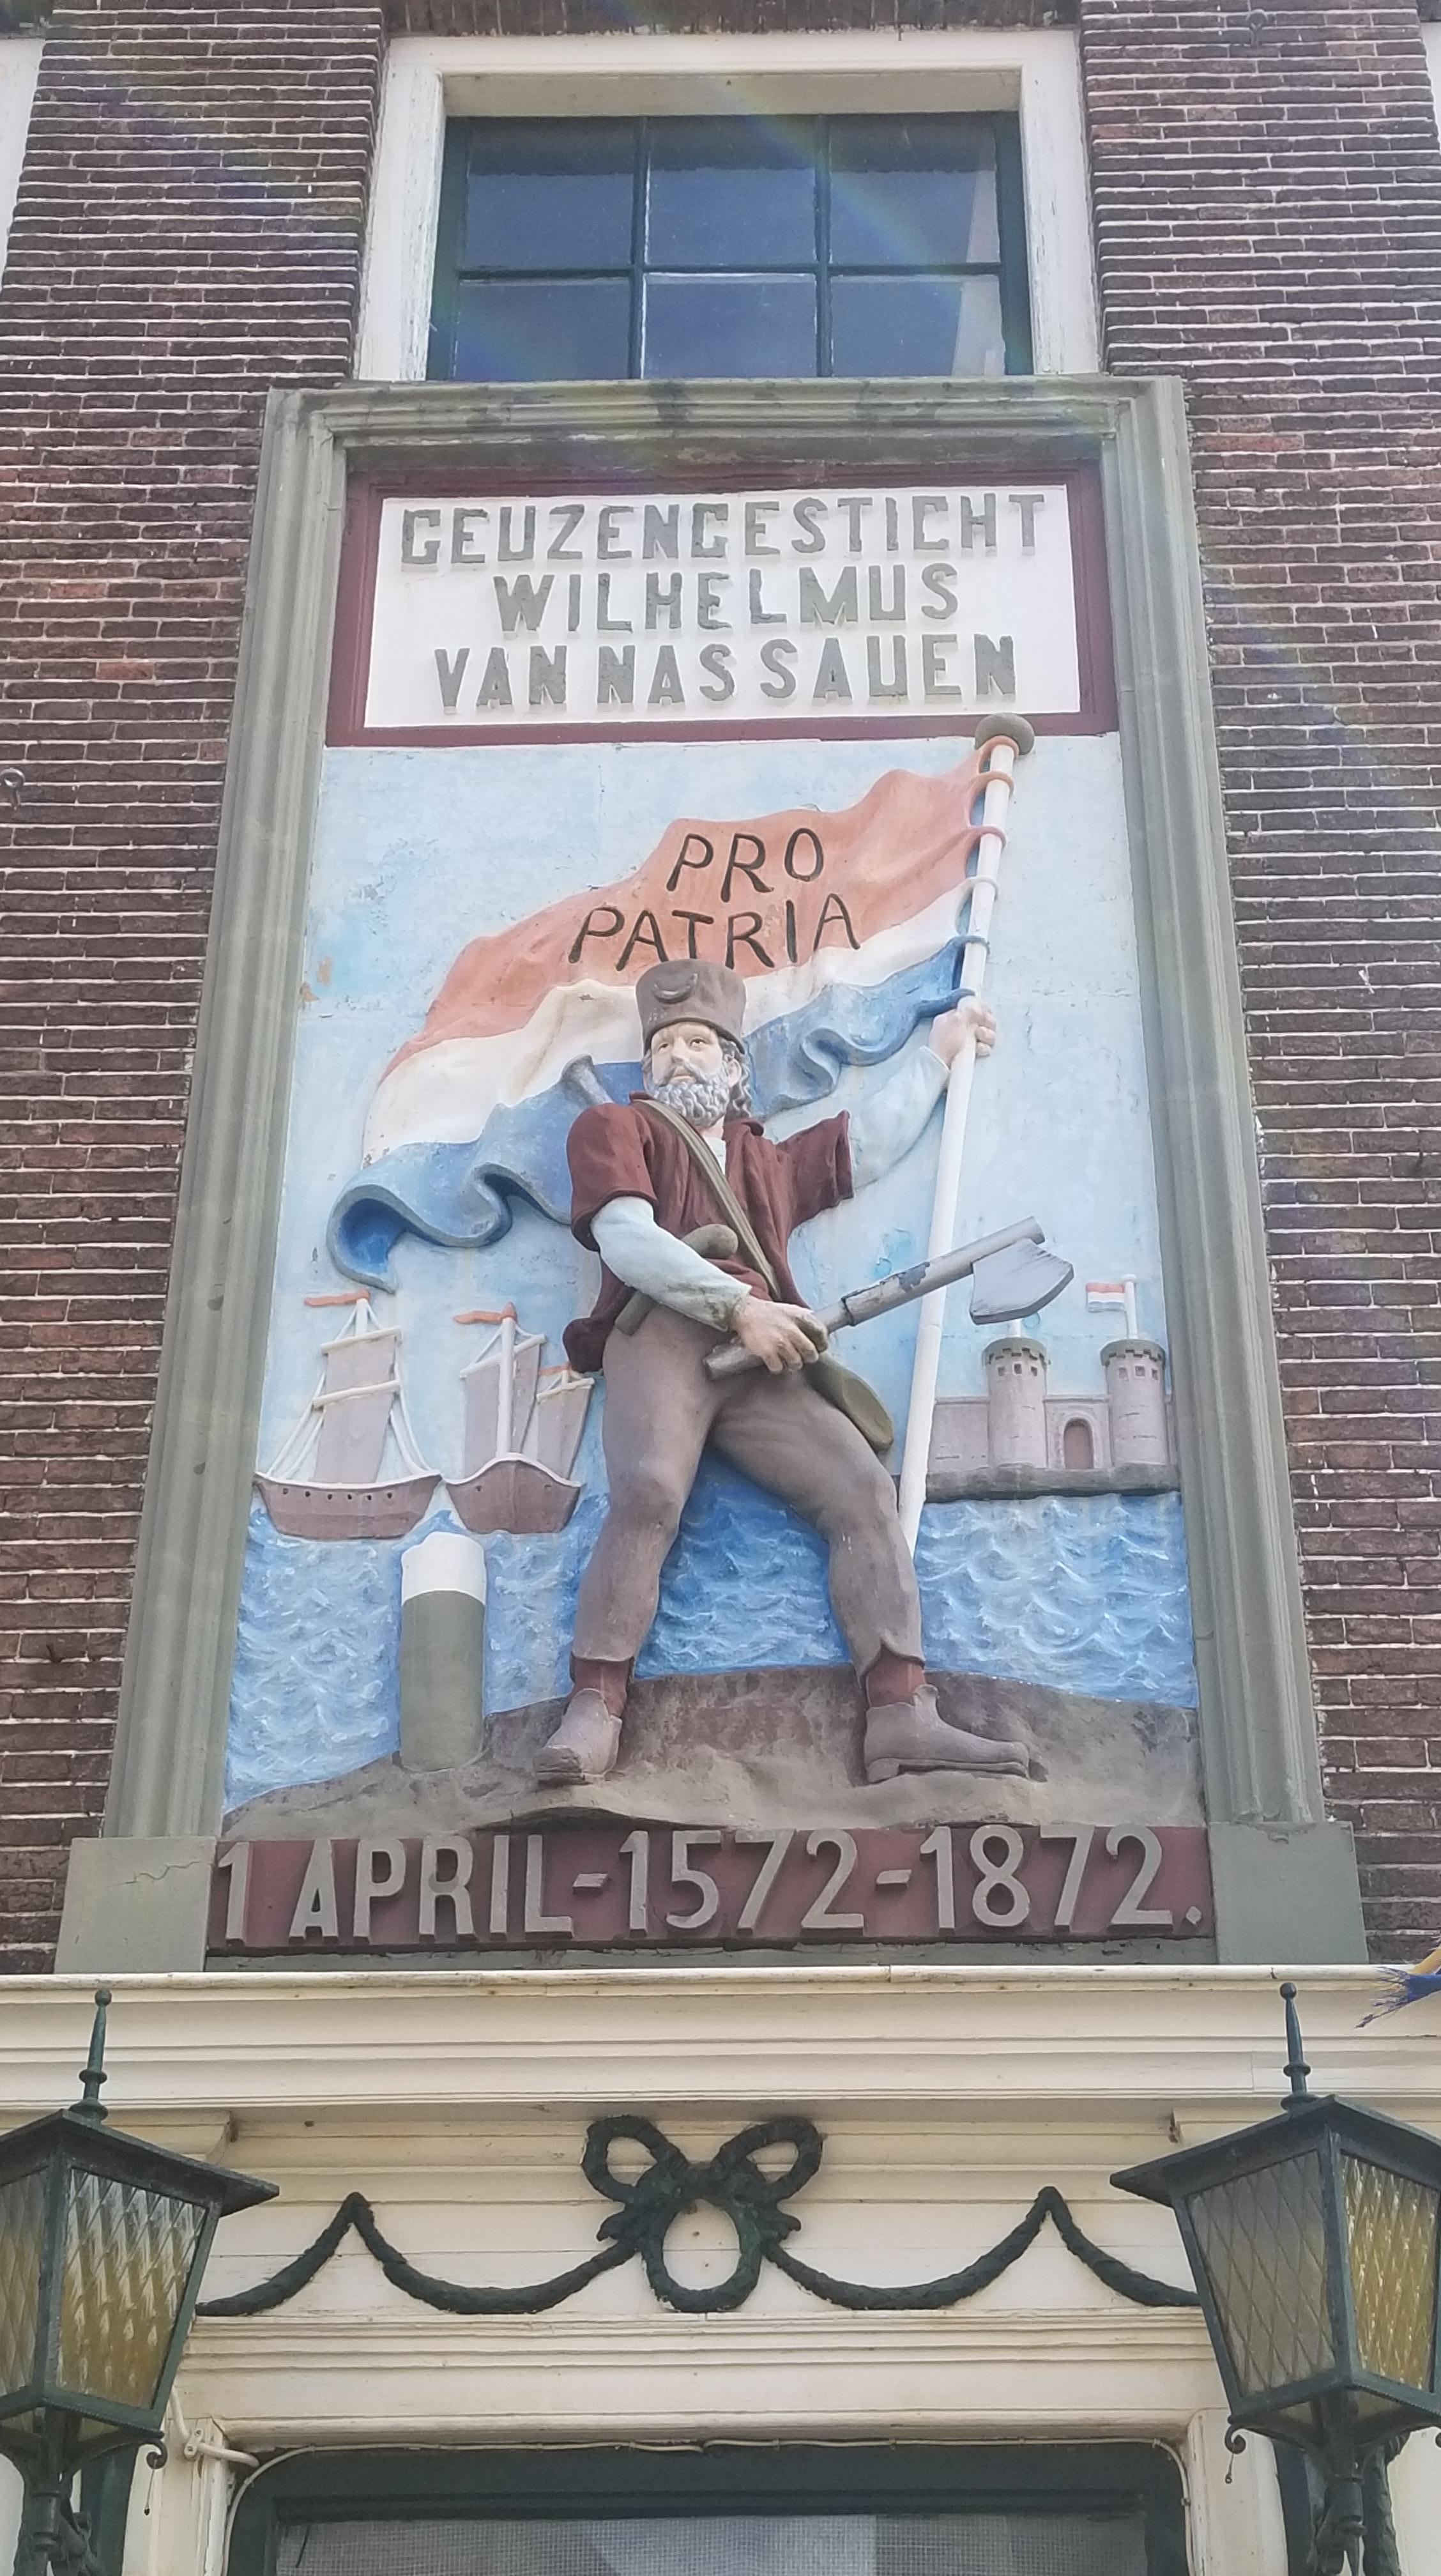 GEUZENGESTICHT
WILHELMUS
VAN NASSAUEN
PRO
PATRIA
1 APRIL-1572-1872.